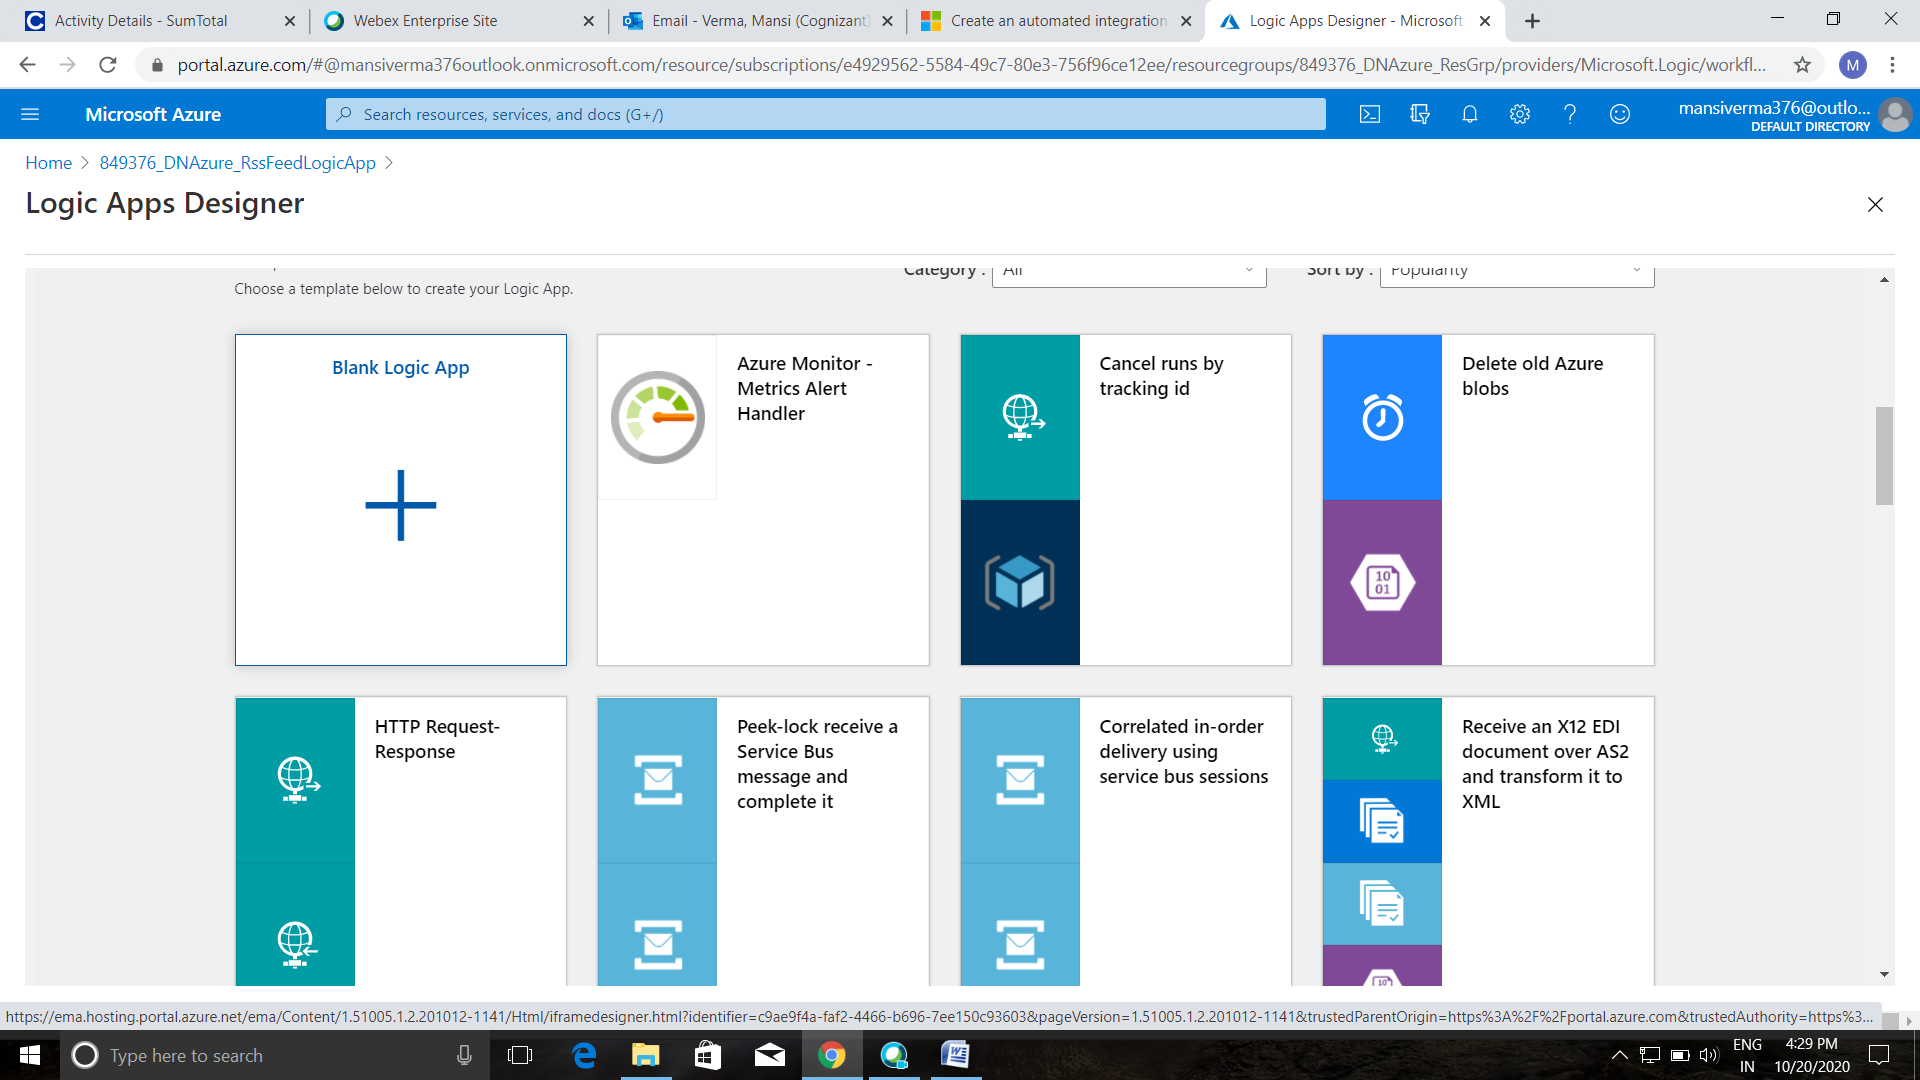 Activity Details - SumTotal
Webex Enterprise Site
Email - Verma, Mansi (Cognizant)
Create an automated integration
Logic Apps Designer - Microsoft
portal.azure.com/#@mansiverma376outlook.onmicrosoft.com/resource/subscriptions/e4929562-5584-49c7-80e3-756f96ce12ee/resourcegroups/849376_DNAzure_ResGrp/providers/Microsoft.Logic/workfl...
M
Microsoft Azure
Search resources, services, and docs (G+/)
mansiverma376@outlo...
DEFAULT DIRECTORY
Home > 849376_DNAzure_RssFeedLogicApp >
Logic Apps Designer
Category : All
Sort by : Popularity
Choose a template below to create your Logic App.
Blank Logic App
Azure Monitor -
Metrics Alert
Handler
Cancel runs by
tracking id
Delete old Azure
blobs
10
01
HTTP Request-
Response
Peek-lock receive a
Service Bus
message and
complete it
Correlated in-order
delivery using
service bus sessions
Receive an X12 EDI
document over AS2
and transform it to
XML
10
https://ema.hosting.portal.azure.net/ema/Content/1.51005.1.2.201012-1141/Html/iframedesigner.html?identifier=c9ae9f4a-faf2-4466-b696-7ee150c93603&pageVersion=1.51005.1.2.201012-1141&trustedParentOrigin=https%3A%2F%2Fportal.azure.com&trustedAuthority=https%3...
Type here to search
ENG
IN
4:29 PM
10/20/2020